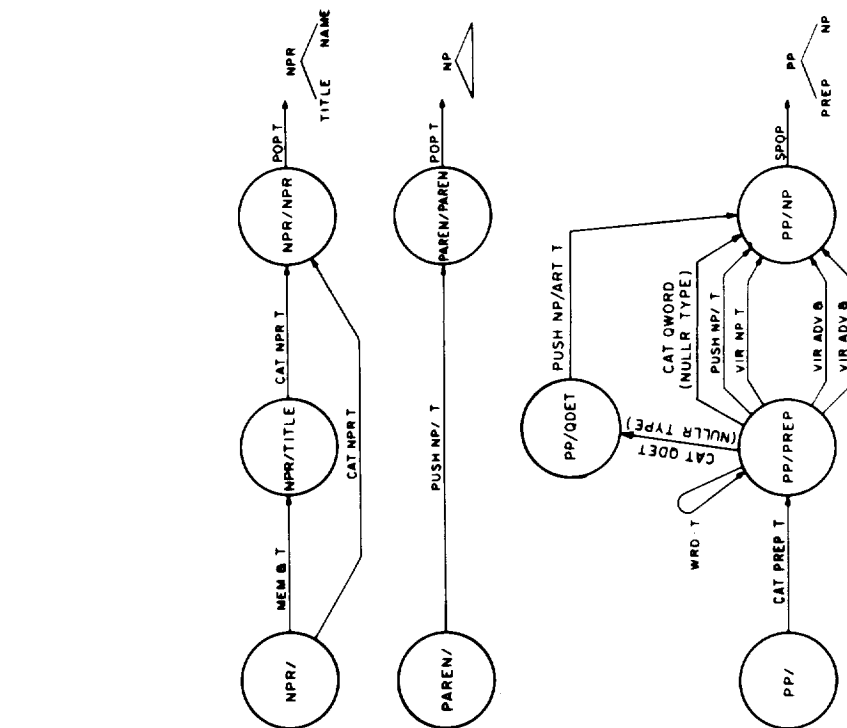 NPR/
MEM @ T
NPR/TITLE
CAT NPR T
CAT NPR T
NPR/NPR
POP T
NPR
TITLE NAME
PAREN/
PUSH NP/ T
PAREN/PAREN
POP T
NP
PP/
CAT PREP T
PP/PREP
WRD T
CAT QDET
(NULLR TYPE)
PP/QDET
PUSH NP/ART T
CAT QWORD
(NULLR TYPE)
PUSH NP/ T
VIR NP T
VIR ADV @
VIR ADV @
PP/NP
SPOP
PP
PREP NP